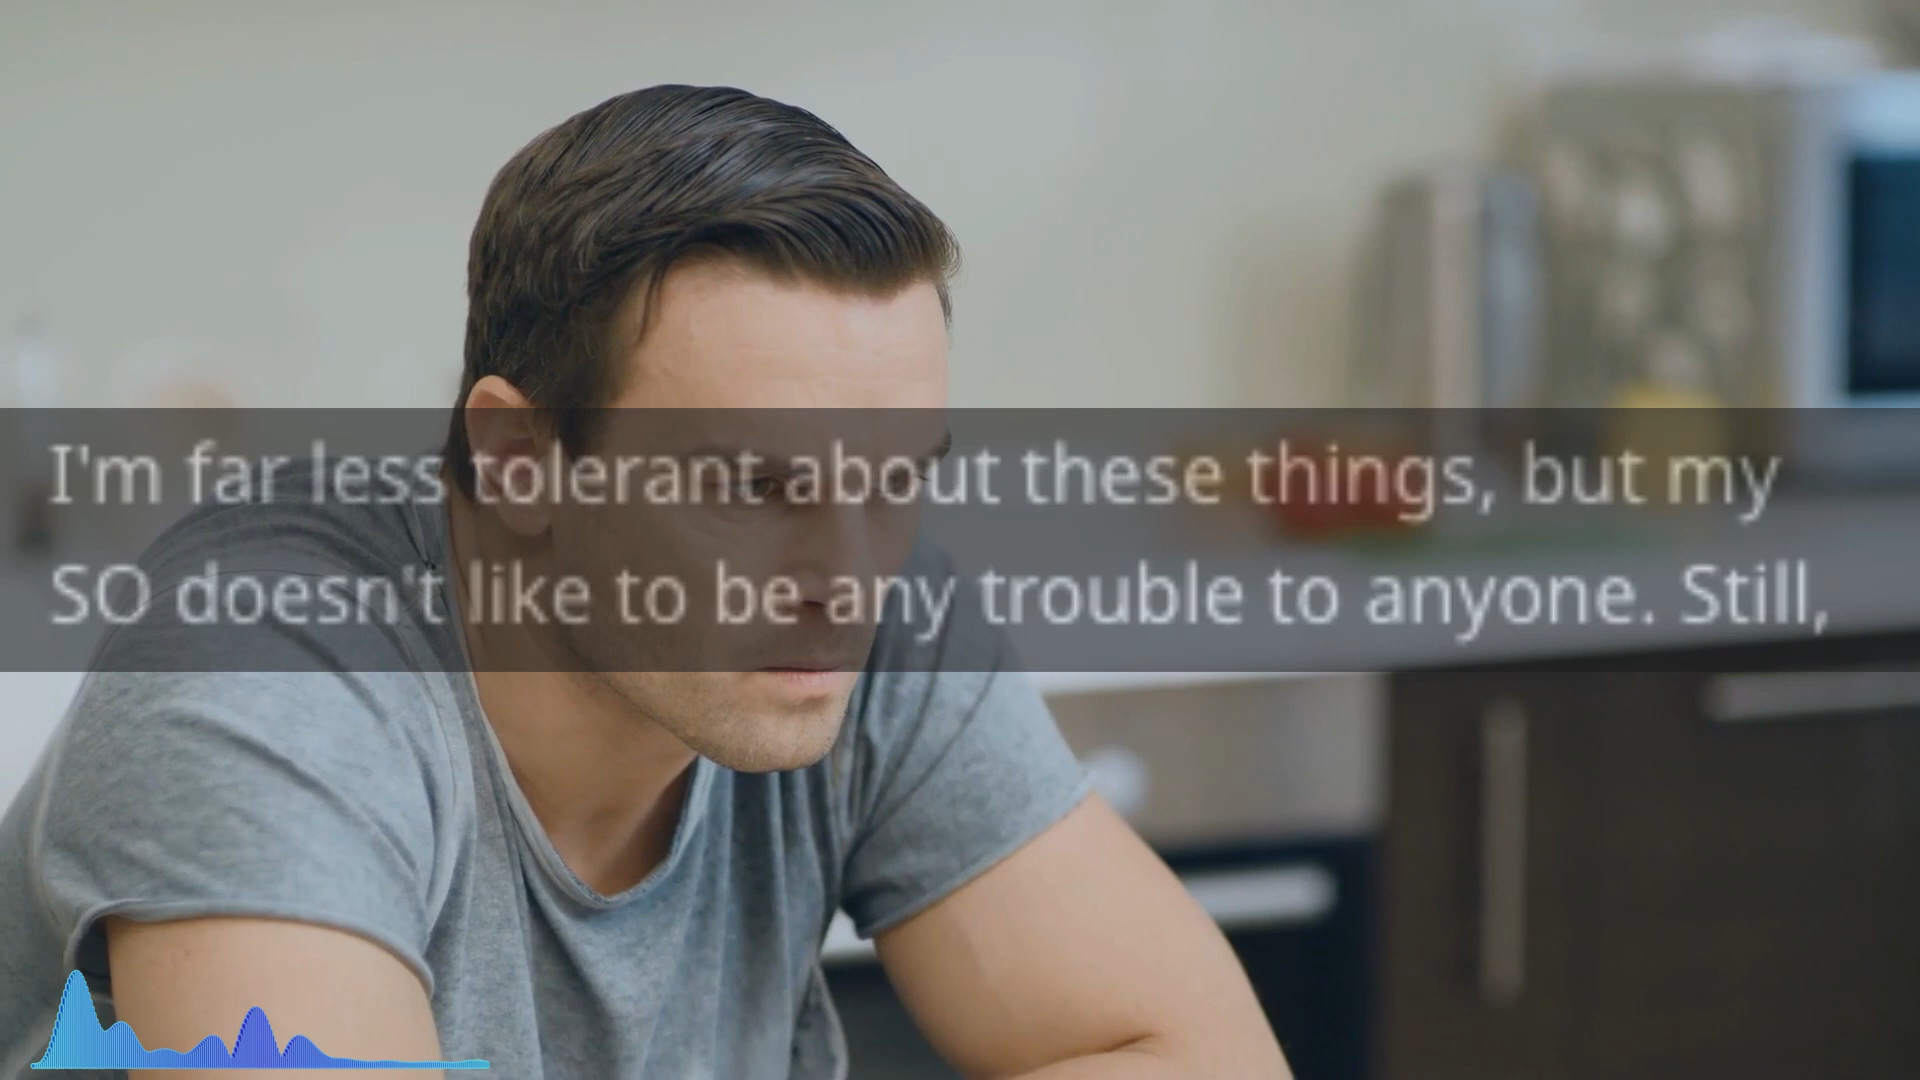 I'm far less tolerant about these things, but my
SO doesn't like to be any trouble to anyone. Still,